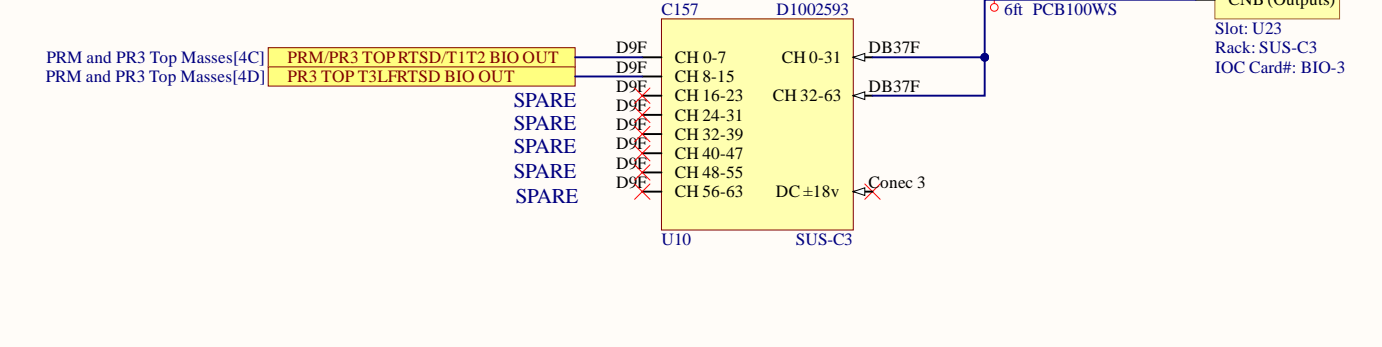 C157 D1002593
6ft PCB100WS
CNB (Outputs)
Slot: U23
Rack: SUS-C3
IOC Card#: BIO-3
PRM and PR3 Top Masses[4C] PRM/PR3 TOP RTSD/T1T2 BIO OUT D9F CH 0-7 CH 0-31 DB37F
PRM and PR3 Top Masses[4D] PR3 TOP T3LFRTSD BIO OUT D9F CH 8-15
SPARE D9F CH 16-23 CH 32-63 DB37F
SPARE D9F CH 24-31
SPARE D9F CH 32-39
D9F CH 40-47
SPARE D9F CH 48-55
SPARE D9F CH 56-63 DC ±18v Conec 3
U10 SUS-C3